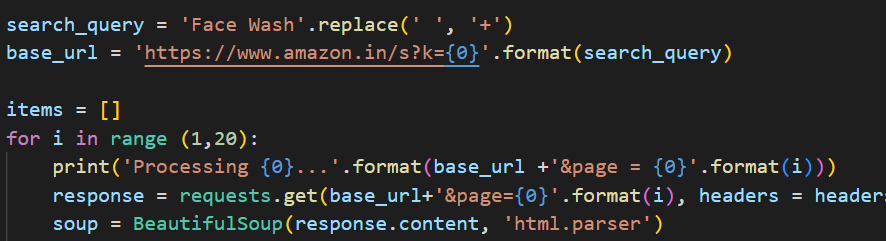 search_query = 'Face Wash'.replace(' ', '+')
base_url = 'https://www.amazon.in/s?k={0}'.format(search_query)
items = []
for i in range (1,20):
    print('Processing {0}...'.format(base_url +'&page = {0}'.format(i)))
    response = requests.get(base_url+'&page={0}'.format(i), headers = headers
    soup = BeautifulSoup(response.content, 'html.parser')